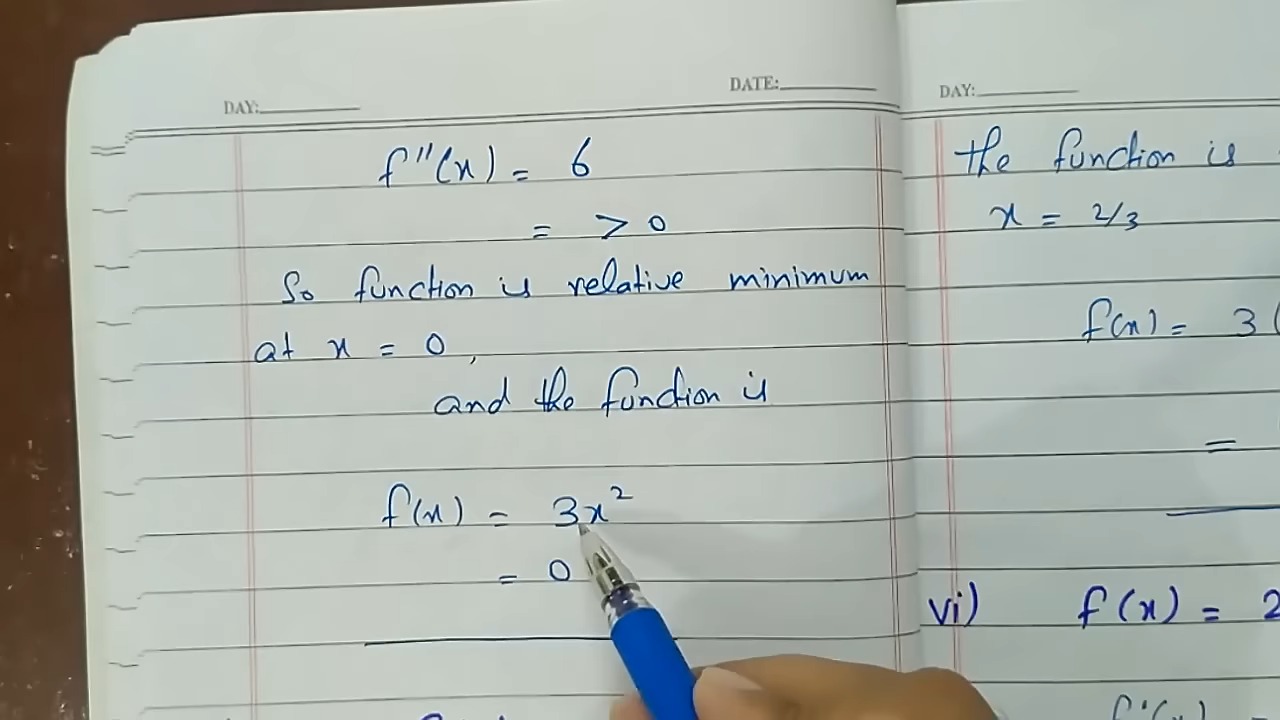 DAY:
DATE:
f"(x) = 6
= > 0
So function is relative minimum
at x = 0,
and the function is
f(x) = 3x²
= 0
DAY:
the function is
x = 2/3
f(x) = 3(
=
vi) f(x) = 2
f'(x) =